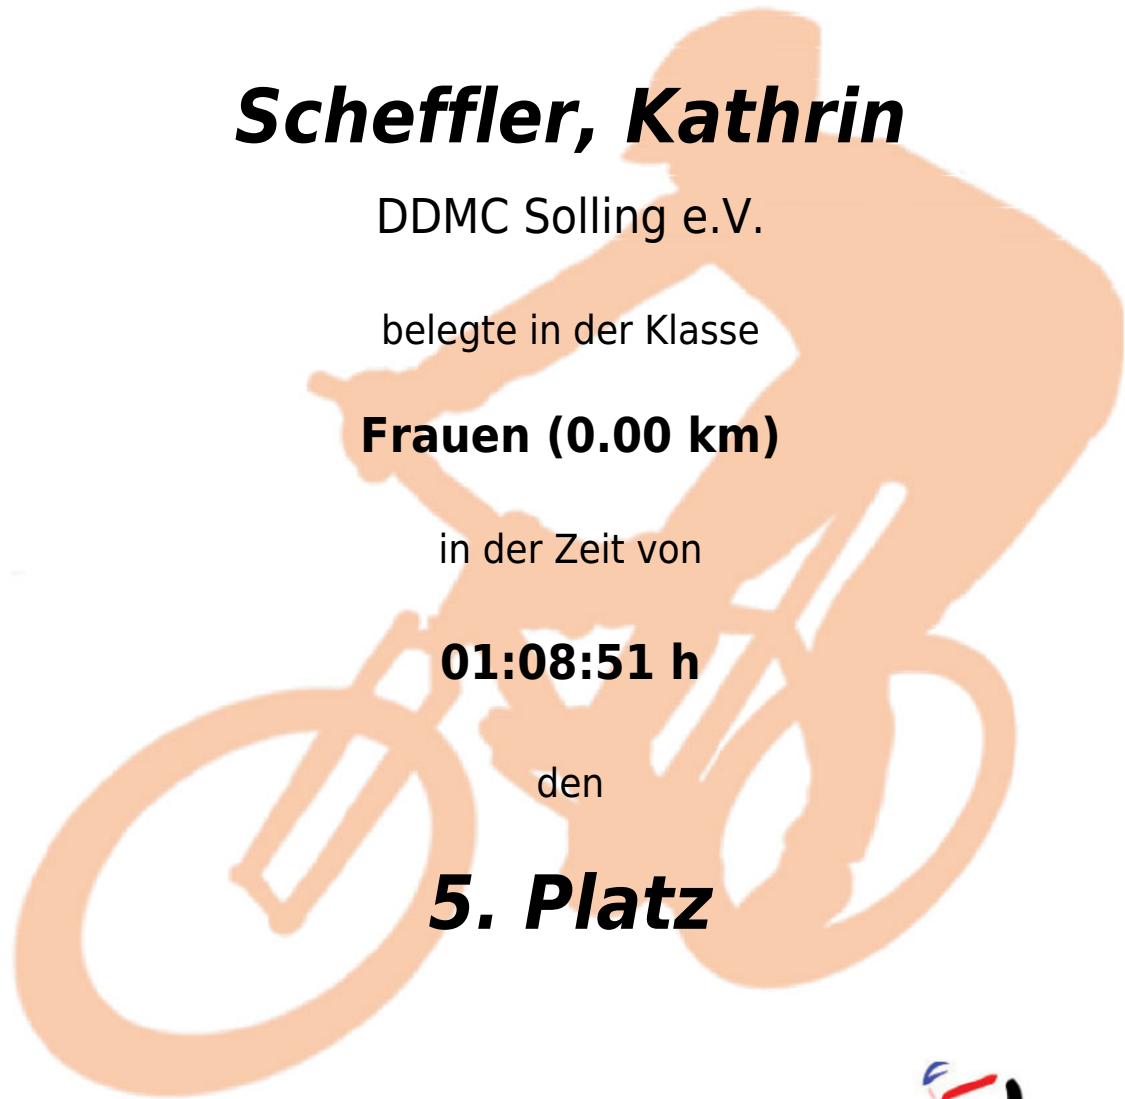 Scheffler, Kathrin
DDMC Solling e.V.
belegte in der Klasse
Frauen (0.00 km)
in der Zeit von
01:08:51 h
den
5. Platz